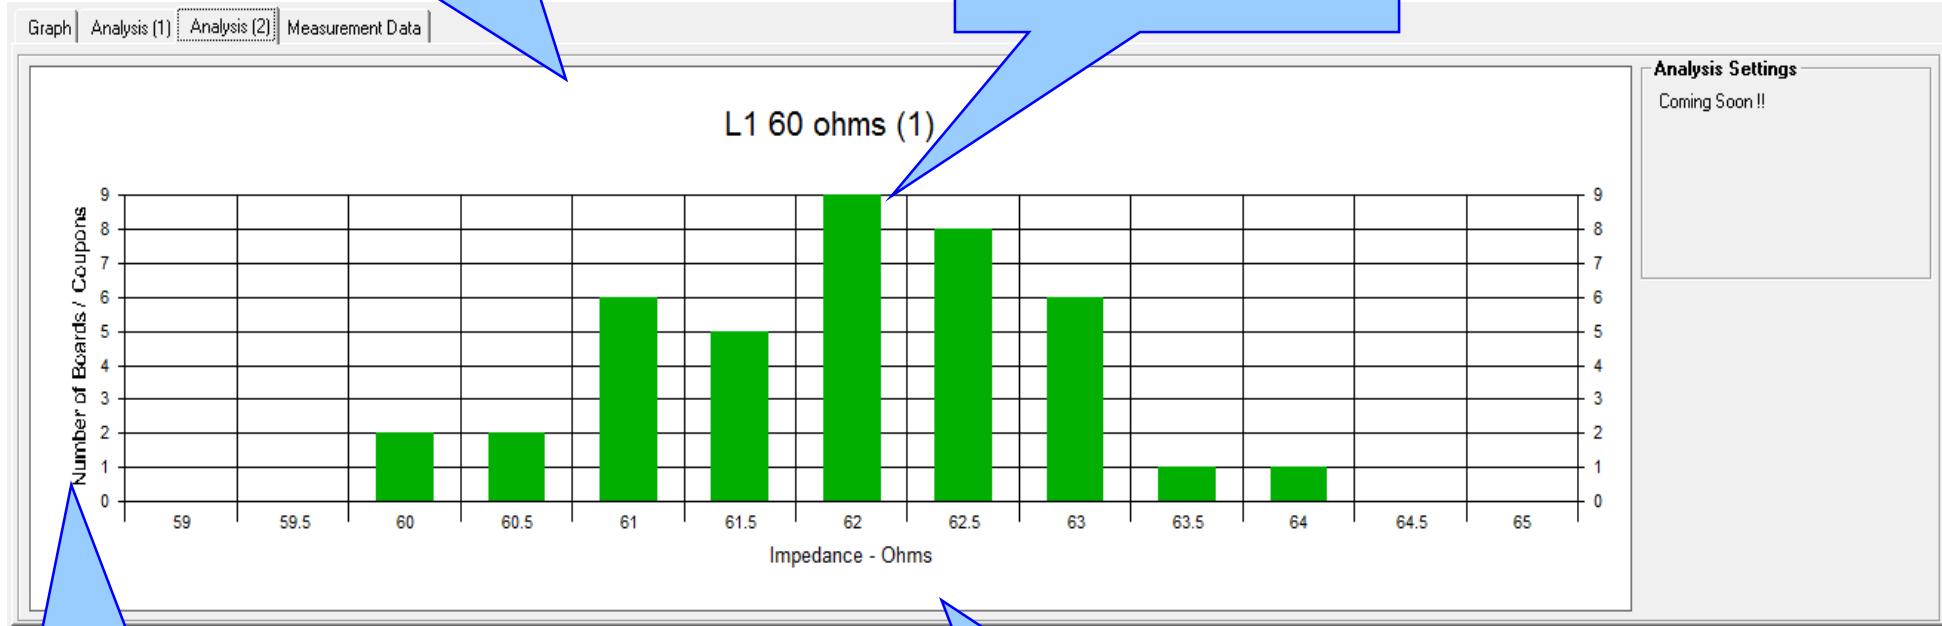 Graph Analysis (1) Analysis (2) Measurement Data
Analysis Settings
Coming Soon !!
L1 60 ohms (1)
Number of Boards / Coupons
9 9
8 8
7 7
6 6
5 5
4 4
3 3
2 2
1 1
0 0
59 59.5 60 60.5 61 61.5 62 62.5 63 63.5 64 64.5 65
Impedance - Ohms